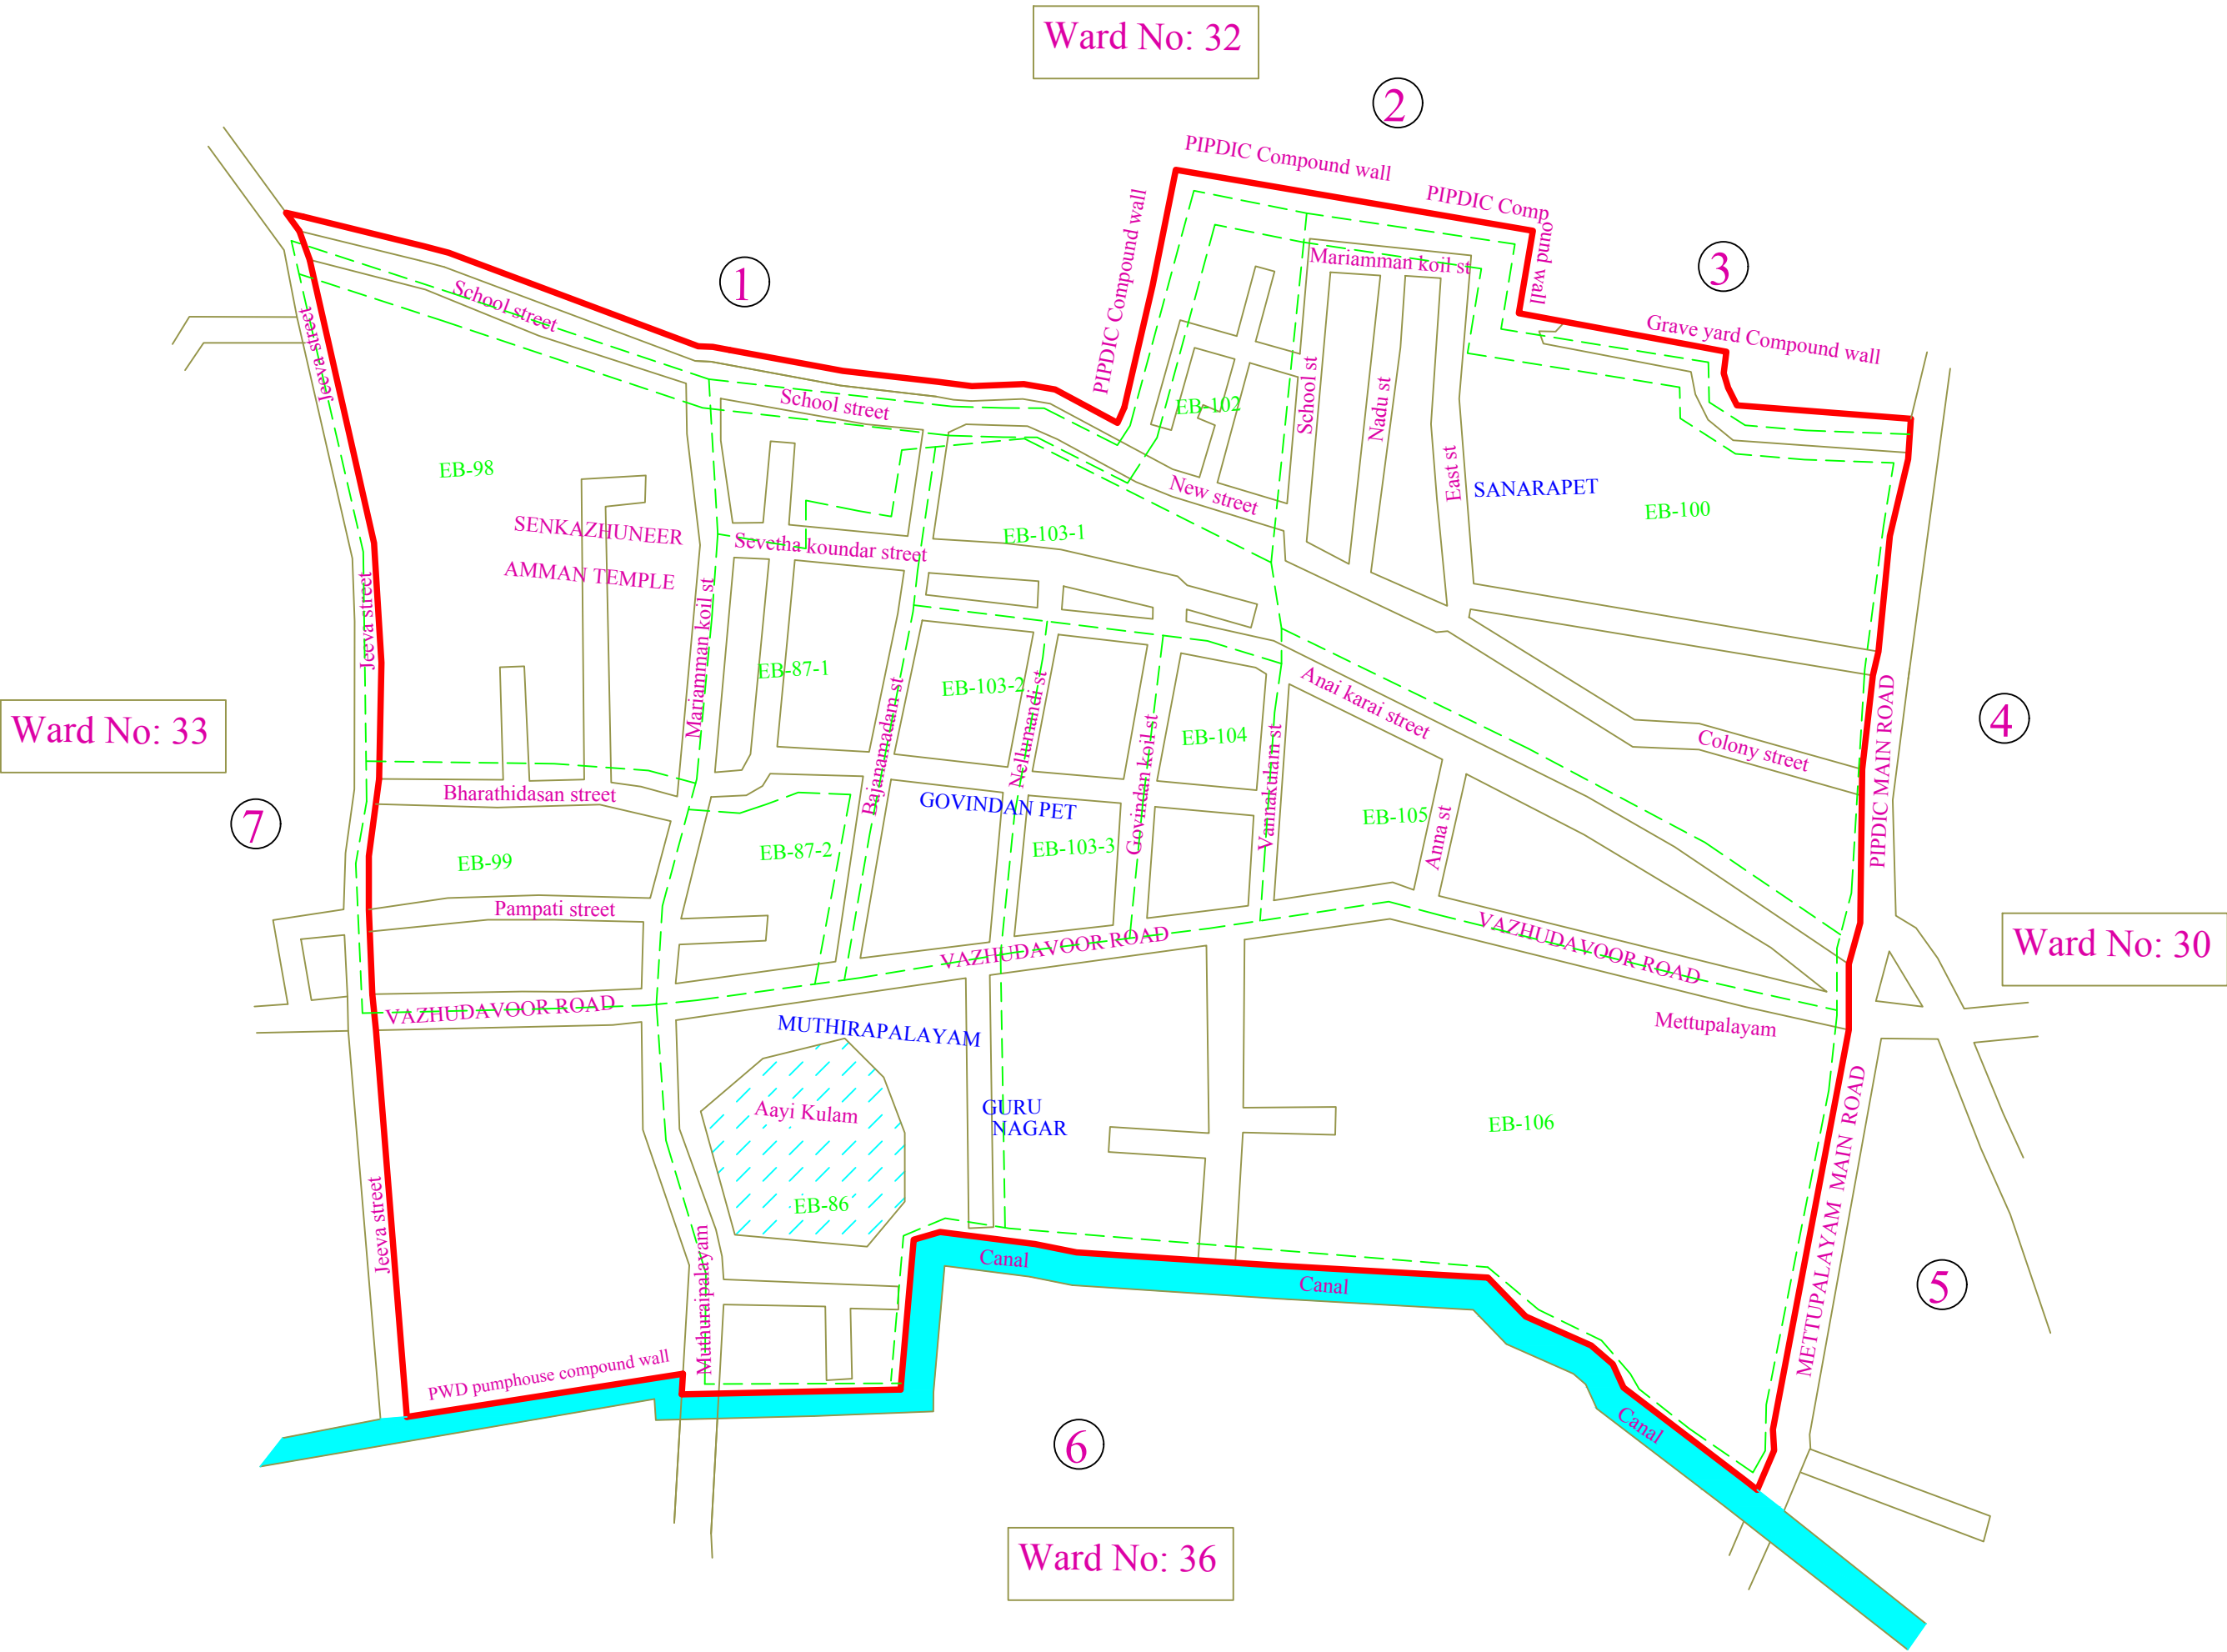 Ward No: 32
2
PIPDIC Compound wall
PIPDIC Compound wall
PIPDIC Compound wall
3
1
Mariamman koil st
School street
Jeeva street
Grave yard Compound wall
School street
EB-102
School st
Nadu st
East st
EB-98
New street
SANARAPET
EB-100
SENKAZHUNEER
AMMAN TEMPLE
Sevetha koundar street
EB-103-1
Jeeva street
Mariamman koil st
EB-87-1
Bajanamadam st
EB-103-2
Nellumandi st
Govindan koil st
EB-104
Vannakulam st
Anai karai street
Colony street
PIPDIC MAIN ROAD
4
Ward No: 33
Bharathidasan street
GOVINDAN PET
7
EB-99
EB-87-2
EB-103-3
EB-105
Anna st
Pampati street
VAZHUDAVOOR ROAD
VAZHUDAVOOR ROAD
Ward No: 30
VAZHUDAVOOR ROAD
MUTHIRAPALAYAM
Mettupalayam
Aayi Kulam
GURU
NAGAR
EB-106
METTUPALAYAM MAIN ROAD
EB-86
Jeeva street
Muthuraipalayam
Canal
Canal
5
PWD pumphouse compound wall
Canal
6
Ward No: 36